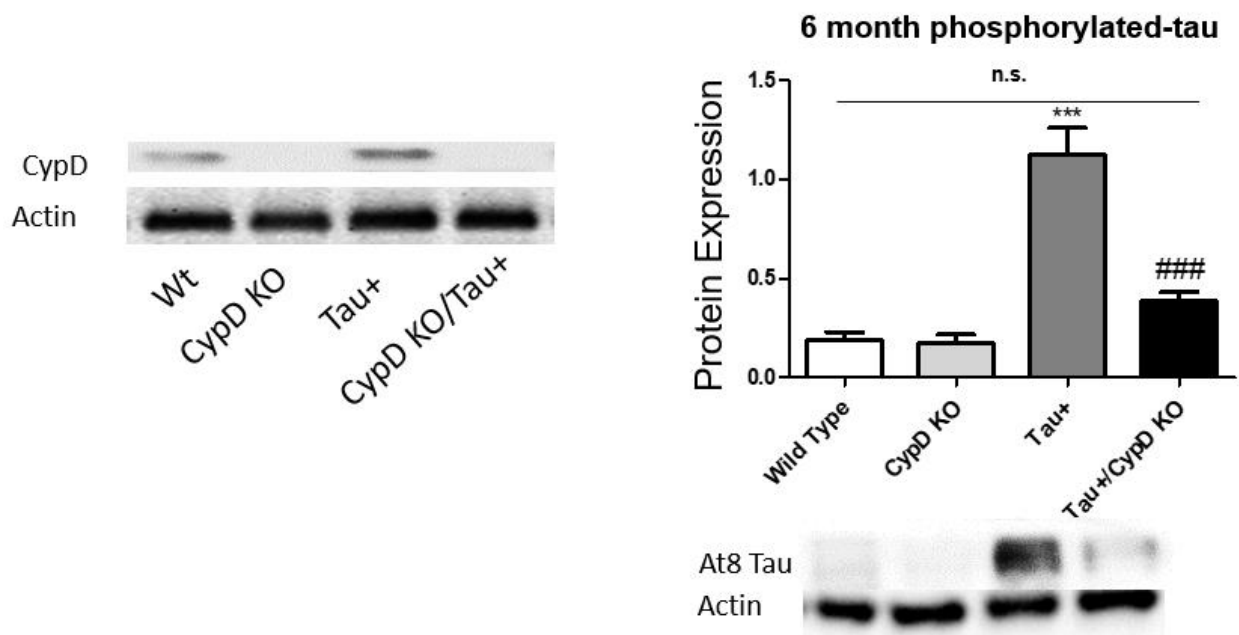 CypD
Actin
Wt
CypD KO
Tau+
CypD KO/Tau+
6 month phosphorylated-tau
Protein Expression
1.5
1.0
0.5
0.0
n.s.
***
###
Wild Type
CypD KO
Tau+
Tau+/CypD KO
At8 Tau
Actin